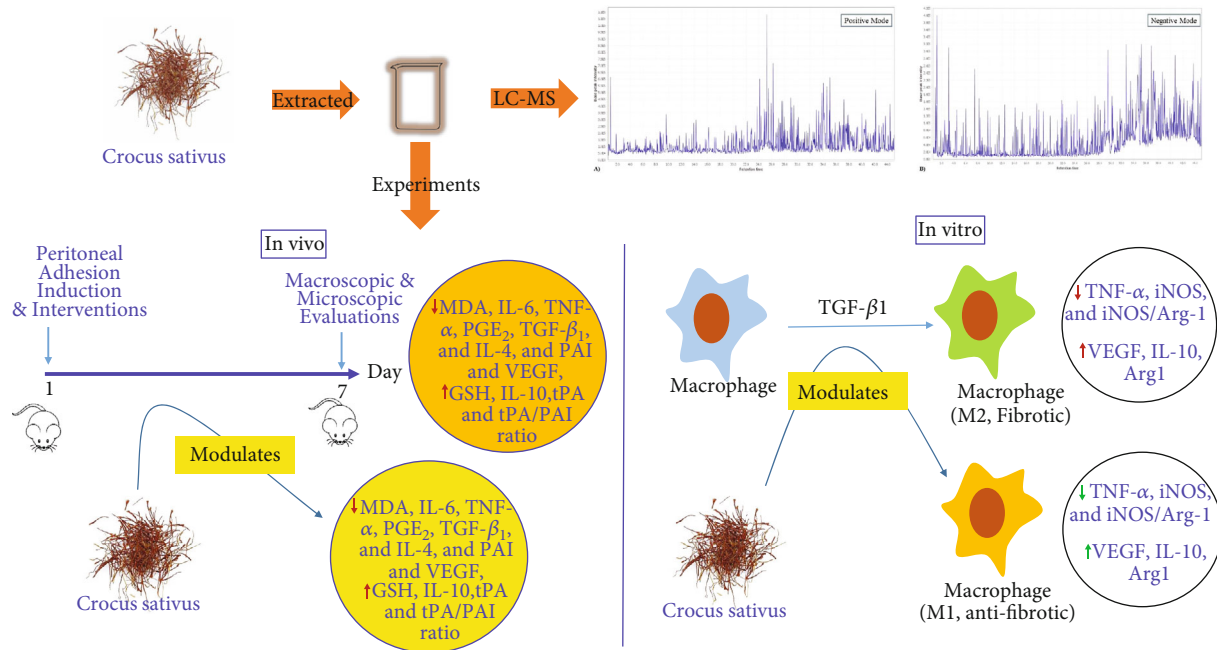 Positive Mode
Negative Mode
Extracted
LC-MS
Crocus sativus
A)
Retention time
B)
Retention time
Experiments
In vivo
Peritoneal
Adhesion
Induction
& Interventions
Macroscopic &
Microscopic
Evaluations
1
7
Day
↓MDA, IL-6, TNF-
α, PGE₂, TGF-β₁,
and IL-4, and PAI
and VEGF,
↑GSH, IL-10,tPA
and tPA/PAI
ratio
Modulates
Crocus sativus
↓MDA, IL-6, TNF-
α, PGE₂, TGF-β₁,
and IL-4, and PAI
and VEGF,
↑GSH, IL-10,tPA
and tPA/PAI
ratio
In vitro
Macrophage
TGF-β1
Macrophage
(M2, Fibrotic)
↓TNF-α, iNOS,
and iNOS/Arg-1
↑VEGF, IL-10,
Arg1
Modulates
Crocus sativus
Macrophage
(M1, anti-fibrotic)
↓TNF-α, iNOS,
and iNOS/Arg-1
↑VEGF, IL-10,
Arg1